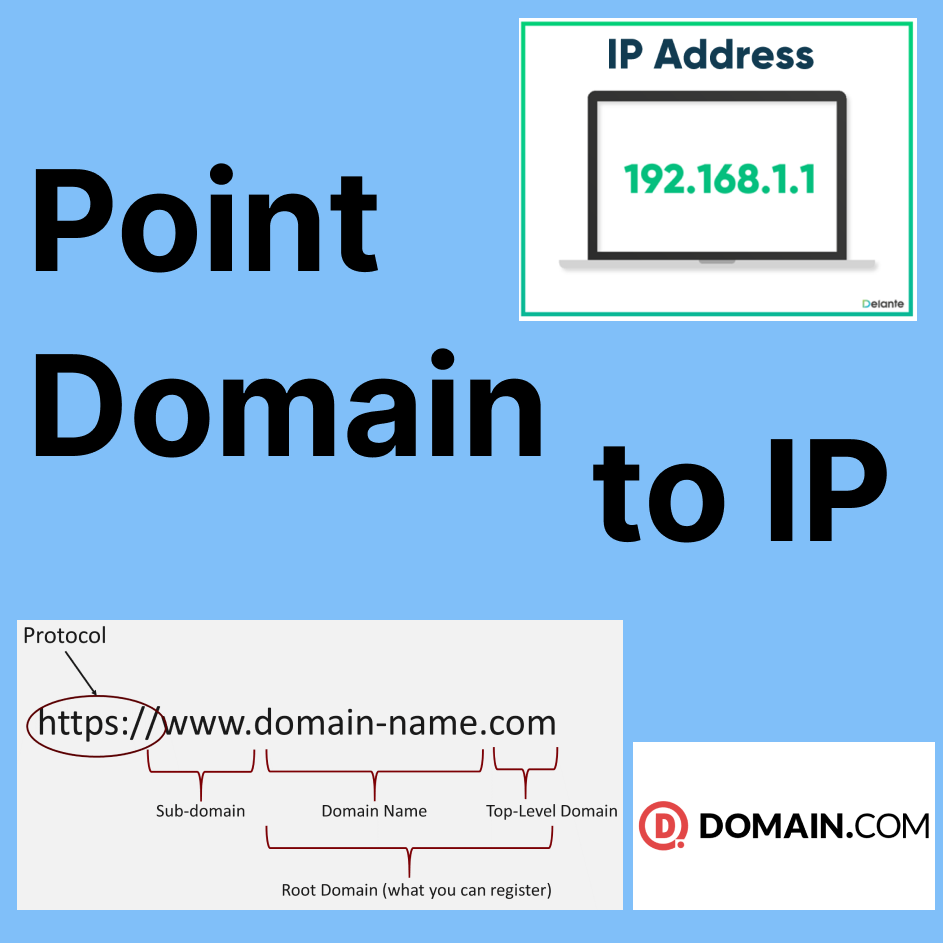 IP Address
192.168.1.1
Delante
Point
Domain
to IP
Protocol
https://www.domain-name.com
Sub-domain
Domain Name
Top-Level Domain
Root Domain (what you can register)
D DOMAIN.COM